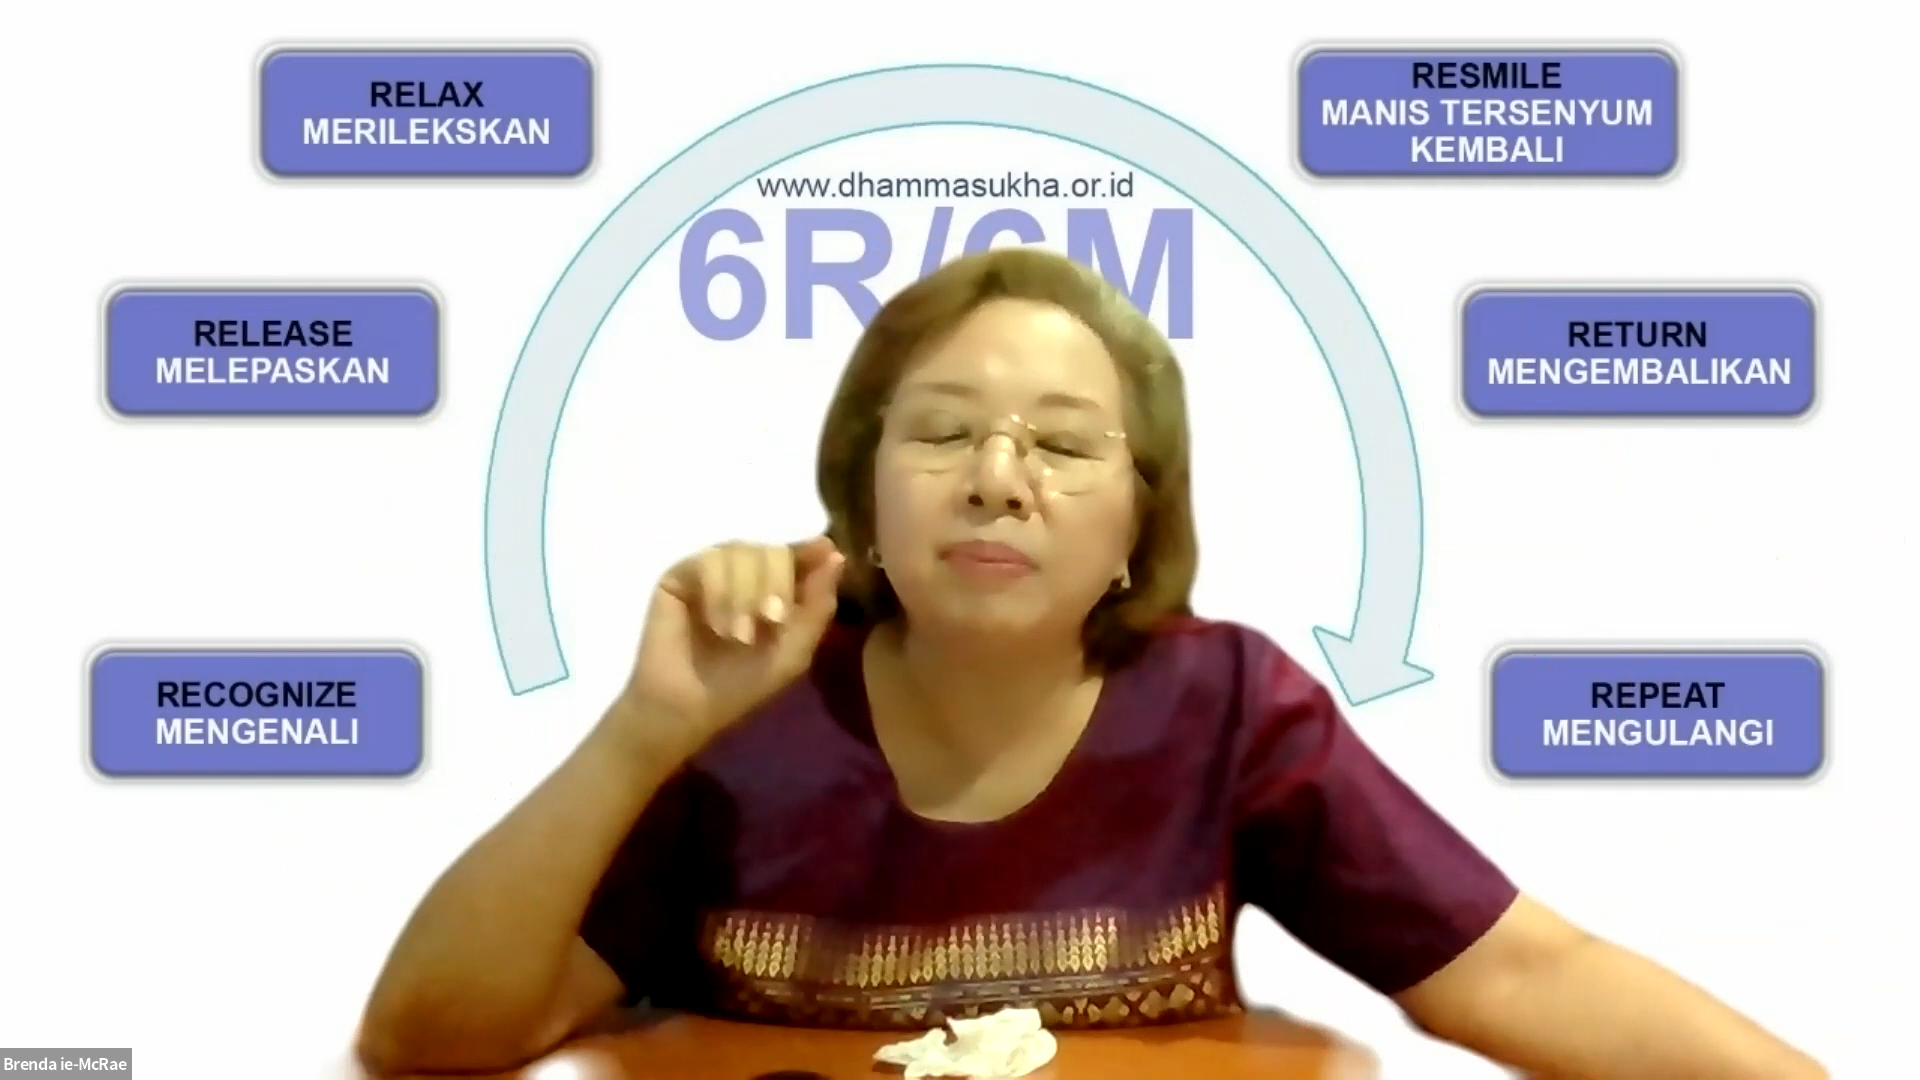 RELAX
MERILEKSKAN
RESMILE
MANIS TERSENYUM
KEMBALI
www.dhammasukha.or.id
6R/6M
RELEASE
MELEPASKAN
RETURN
MENGEMBALIKAN
RECOGNIZE
MENGENALI
REPEAT
MENGULANGI
Brenda ie-McRae